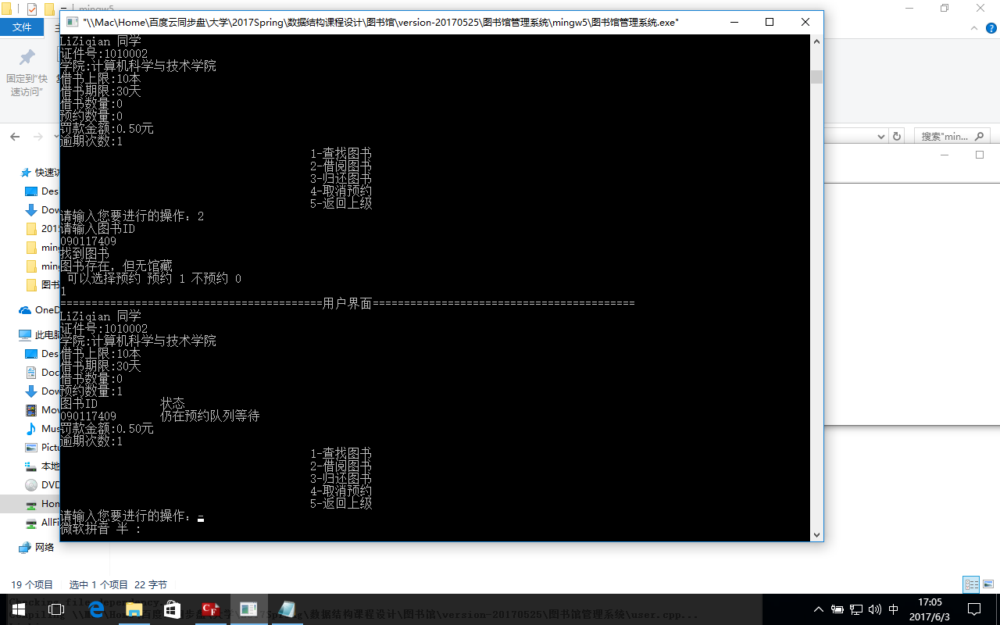 mingw5
"\\Mac\Home\百度云同步盘\大学\2017Spring\数据结构课程设计\图书馆\version-20170525\图书馆管理系统\mingw5\图书馆管理系统.exe"
文件
固定到"快
速访问"
搜索"min...
LiZiqian 同学
证件号:1010002
学院:计算机科学与技术学院
借书上限:10本
借书期限:30天
借书数量:0
预约数量:0
罚款金额:0.50元
逾期次数:1
1-查找图书
2-借阅图书
3-归还图书
4-取消预约
5-返回上级
请输入您要进行的操作: 2
请输入图书ID
090117409
找到图书
图书存在, 但无馆藏
可以选择预约 预约 1 不预约 0
1
==========================================用户界面==========================================
LiZiqian 同学
证件号:1010002
学院:计算机科学与技术学院
借书上限:10本
借书期限:30天
借书数量:0
预约数量:1
图书ID 状态
090117409 仍在预约队列等待
罚款金额:0.50元
逾期次数:1
1-查找图书
2-借阅图书
3-归还图书
4-取消预约
5-返回上级
请输入您要进行的操作: -
微软拼音 半 :
快速访
Des
Dow
201
ming
ming
图书
OneD
此电脑
Des
Doc
Dow
Mov
Mus
Pictu
本地
DVD
Hom
AllFi
网络
19 个项目 选中 1 个项目 22 字节
Checking file dependency...
Compiling \\Mac\Home\百度云同步盘\大学\2017Spring\数据结构课程设计\图书馆\version-20170525\图书馆管理系统\user.cpp...
中
17:05
2017/6/3